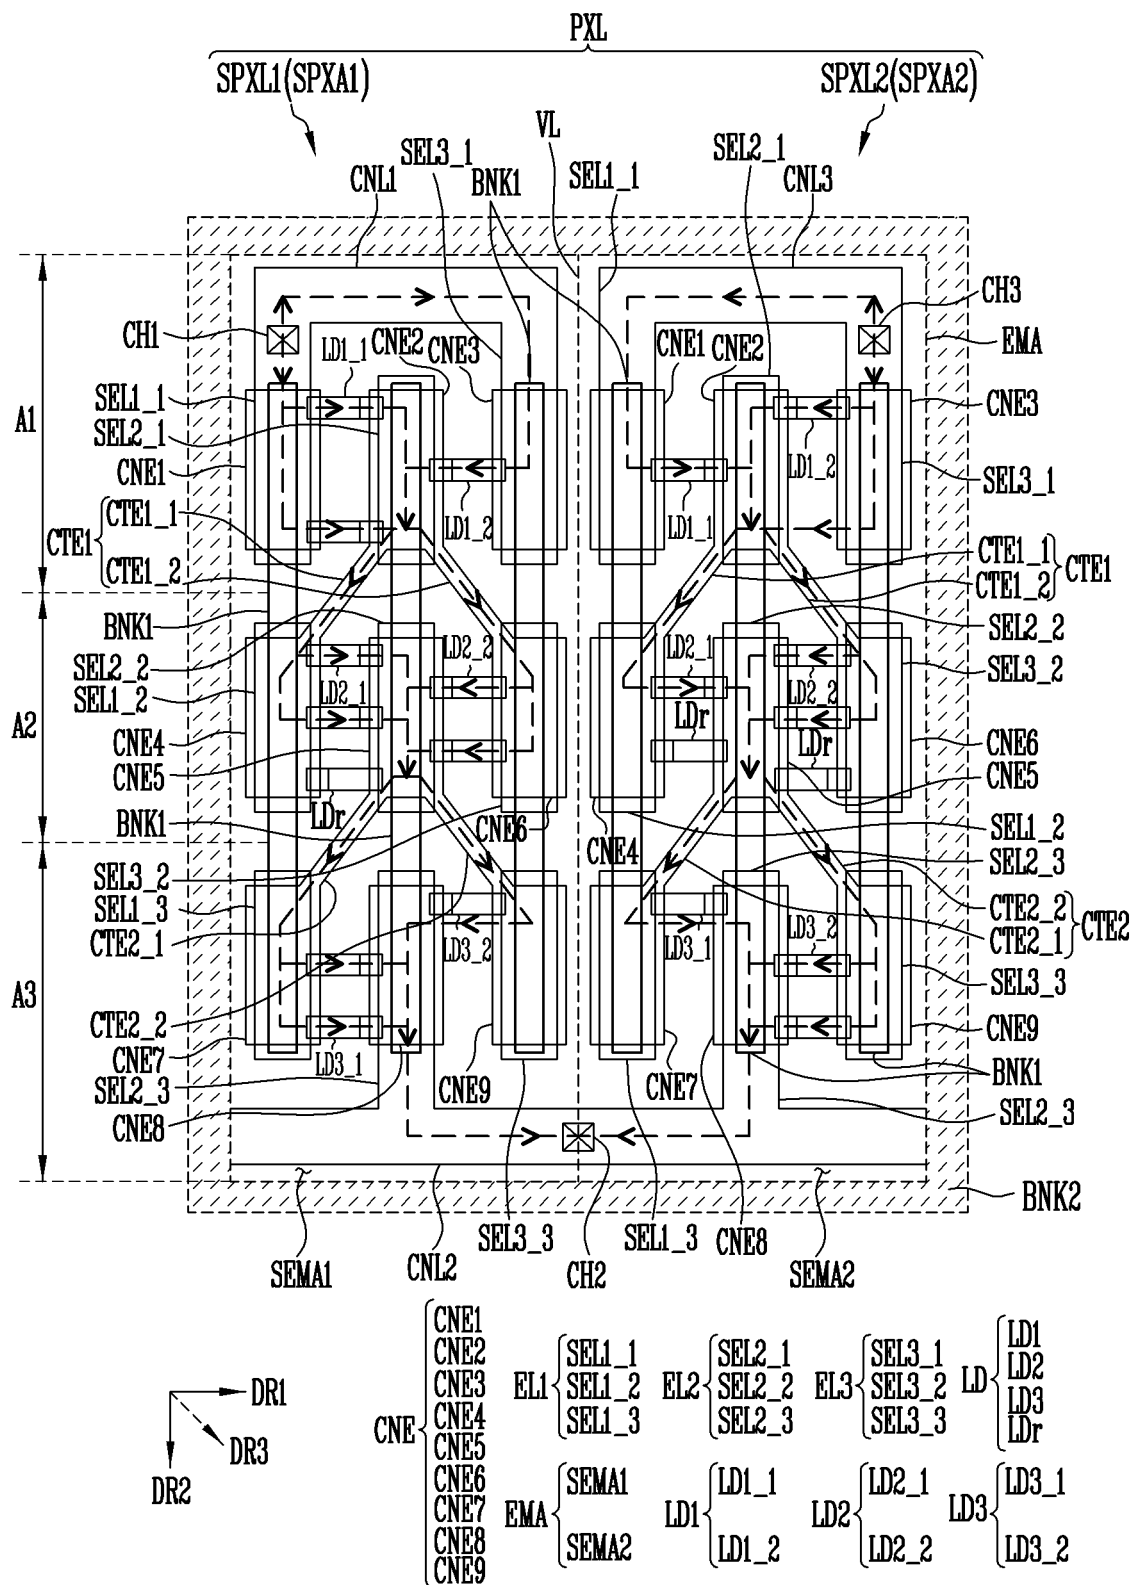 PXL
SPXL1(SPXA1)
SPXL2(SPXA2)
VL
SEL3_1
SEL2_1
BNK1
SEL1_1
CNL1
CNL3
CH1
CH3
EMA
LD1_1
CNE2
CNE3
CNE1
CNE2
A1
SEL1_1
SEL2_1
CNE1
CNE3
LD1_2
SEL3_1
LD1_2
LD1_1
CTE1
CTE1_1
CTE1_2
CTE1_1
CTE1_2
CTE1
BNK1
SEL2_2
SEL1_2
SEL2_2
SEL3_2
LD2_2
LD2_1
LD2_1
LD2_2
A2
LDr
LDr
CNE4
CNE5
CNE6
CNE5
LDr
BNK1
CNE6
CNE4
SEL1_2
SEL2_3
SEL3_2
SEL1_3
CTE2_1
CTE2_2
CTE2_1
CTE2
LD3_2
LD3_1
LD3_2
SEL3_3
A3
CTE2_2
CNE7
LD3_1
CNE9
CNE9
SEL2_3
CNE9
CNE7
BNK1
CNE8
SEL2_3
BNK2
SEMA1
CNL2
SEL3_3
CH2
SEL1_3
CNE8
SEMA2
DR1
DR3
DR2
CNE
CNE1
CNE2
CNE3
CNE4
CNE5
CNE6
CNE7
CNE8
CNE9
EL1
SEL1_1
SEL1_2
SEL1_3
EL2
SEL2_1
SEL2_2
SEL2_3
EL3
SEL3_1
SEL3_2
SEL3_3
LD
LD1
LD2
LD3
LDr
EMA
SEMA1
SEMA2
LD1
LD1_1
LD1_2
LD2
LD2_1
LD2_2
LD3
LD3_1
LD3_2